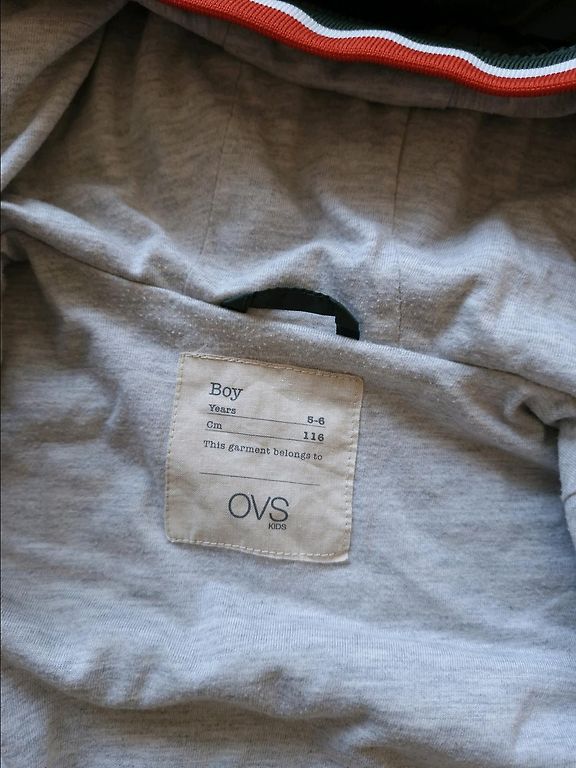 Boy
Years 5-6
Cm 116
This garment belongs to
OVS
KIDS